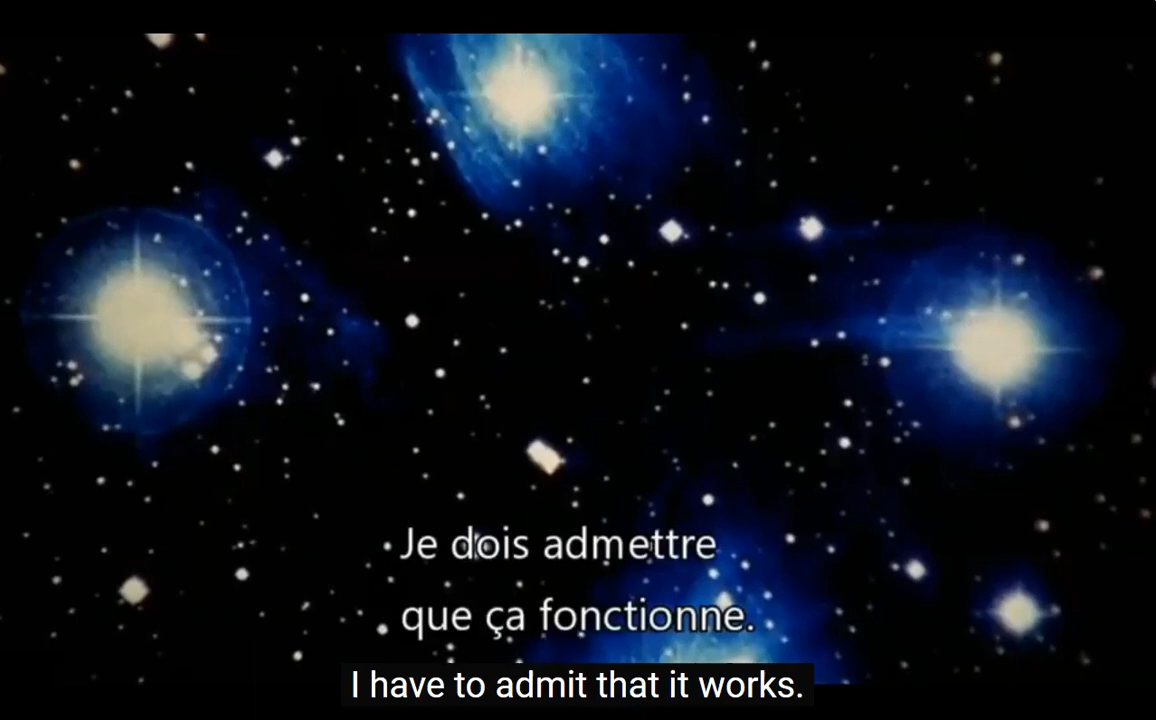 Je dois admettre
que ça fonctionne.
I have to admit that it works.